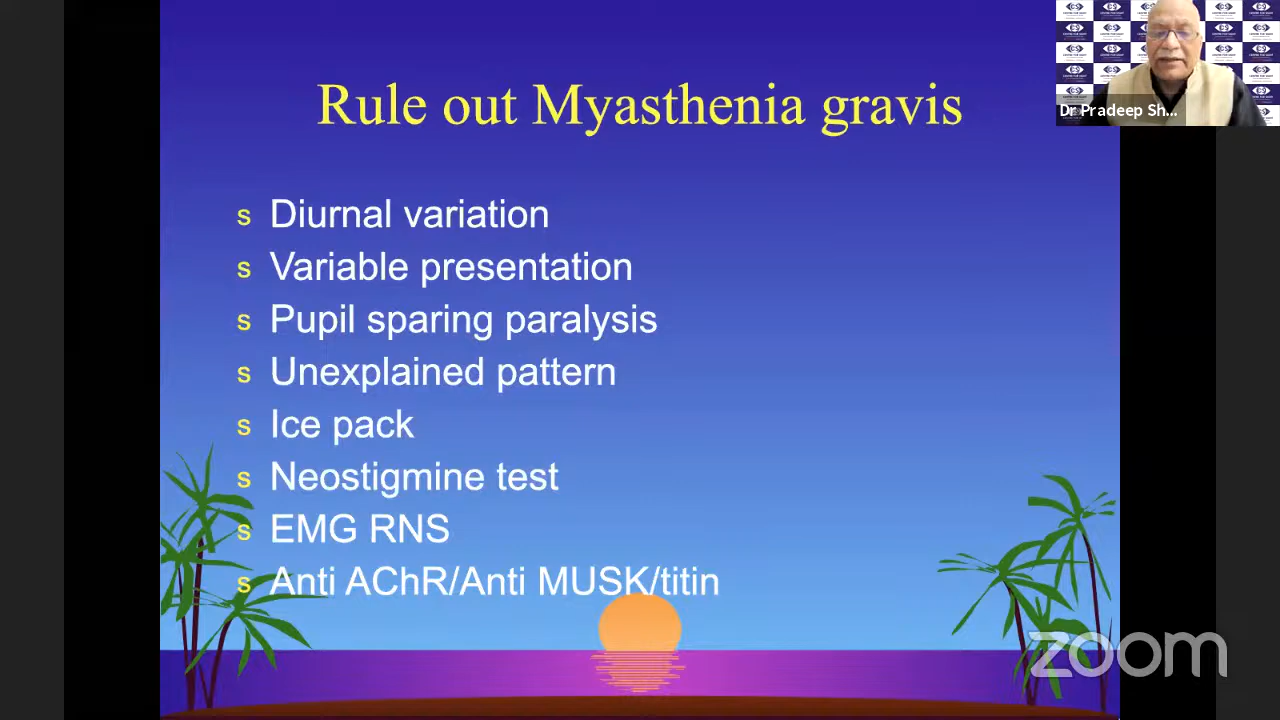 Rule out Myasthenia gravis
Dr Pradeep Sh...
s Diurnal variation
s Variable presentation
s Pupil sparing paralysis
s Unexplained pattern
s Ice pack
s Neostigmine test
s EMG RNS
s Anti AChR/Anti MUSK/titin
zoom